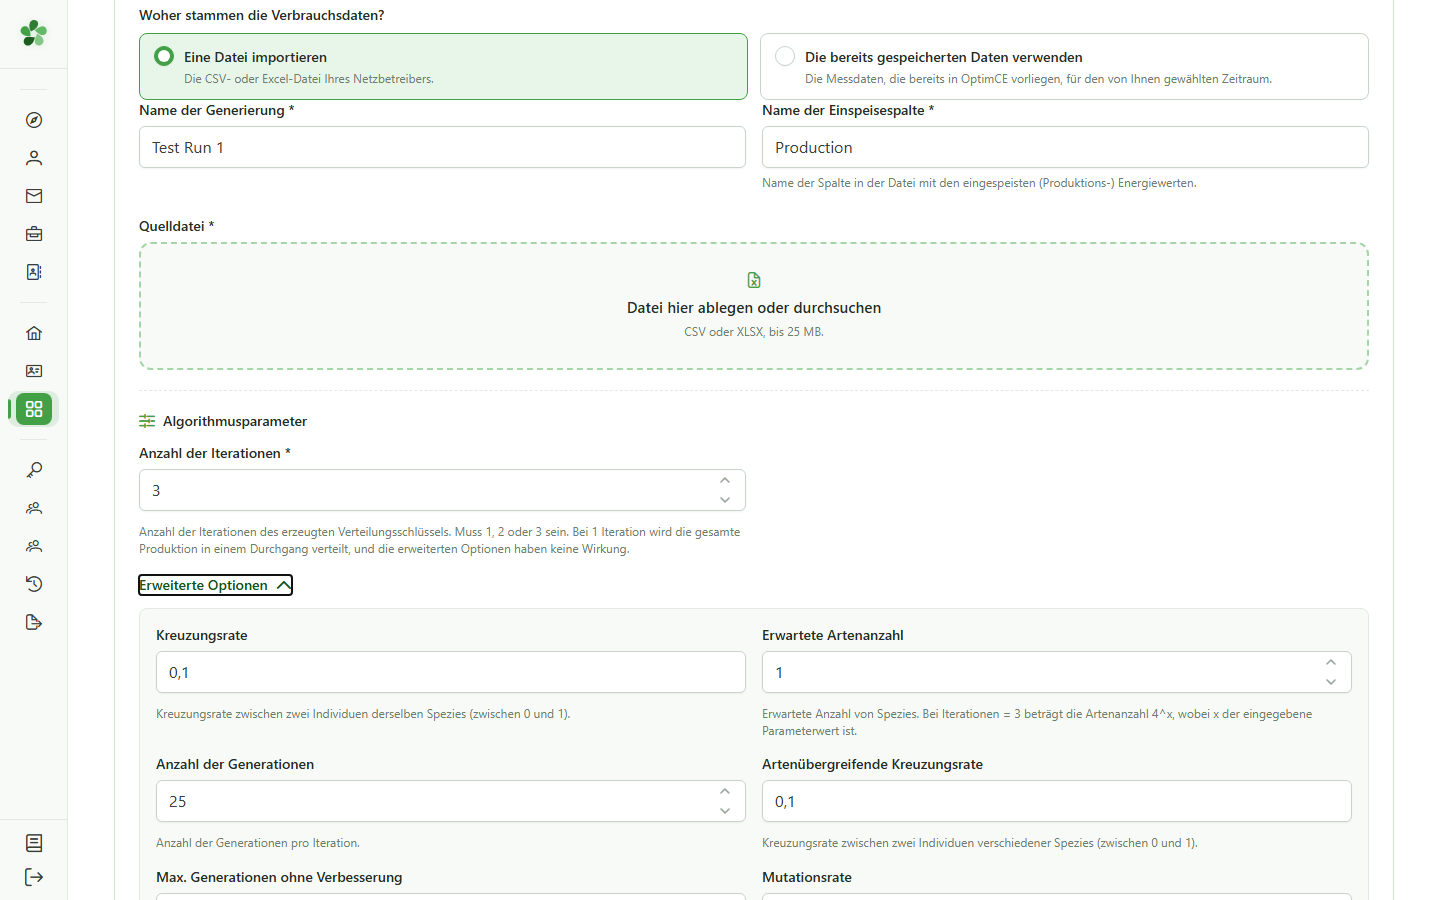 Woher stammen die Verbrauchsdaten?
Eine Datei importieren
Die CSV- oder Excel-Datei Ihres Netzbetreibers.
Die bereits gespeicherten Daten verwenden
Die Messdaten, die bereits in OptimCE vorliegen, für den von Ihnen gewählten Zeitraum.
Name der Generierung *
Test Run 1
Name der Einspeisespalte *
Production
Name der Spalte in der Datei mit den eingespeisten (Produktions-) Energiewerten.
Quelldatei *
Datei hier ablegen oder durchsuchen
CSV oder XLSX, bis 25 MB.
Algorithmusparameter
Anzahl der Iterationen *
3
Anzahl der Iterationen des erzeugten Verteilungsschlüssels. Muss 1, 2 oder 3 sein. Bei 1 Iteration wird die gesamte
Produktion in einem Durchgang verteilt, und die erweiterten Optionen haben keine Wirkung.
Erweiterte Optionen
Kreuzungsrate
0,1
Kreuzungsrate zwischen zwei Individuen derselben Spezies (zwischen 0 und 1).
Erwartete Artenanzahl
1
Erwartete Anzahl von Spezies. Bei Iterationen = 3 beträgt die Artenanzahl 4^x, wobei x der eingegebene
Parameterwert ist.
Anzahl der Generationen
25
Anzahl der Generationen pro Iteration.
Artenübergreifende Kreuzungsrate
0,1
Kreuzungsrate zwischen zwei Individuen verschiedener Spezies (zwischen 0 und 1).
Max. Generationen ohne Verbesserung
Mutationsrate